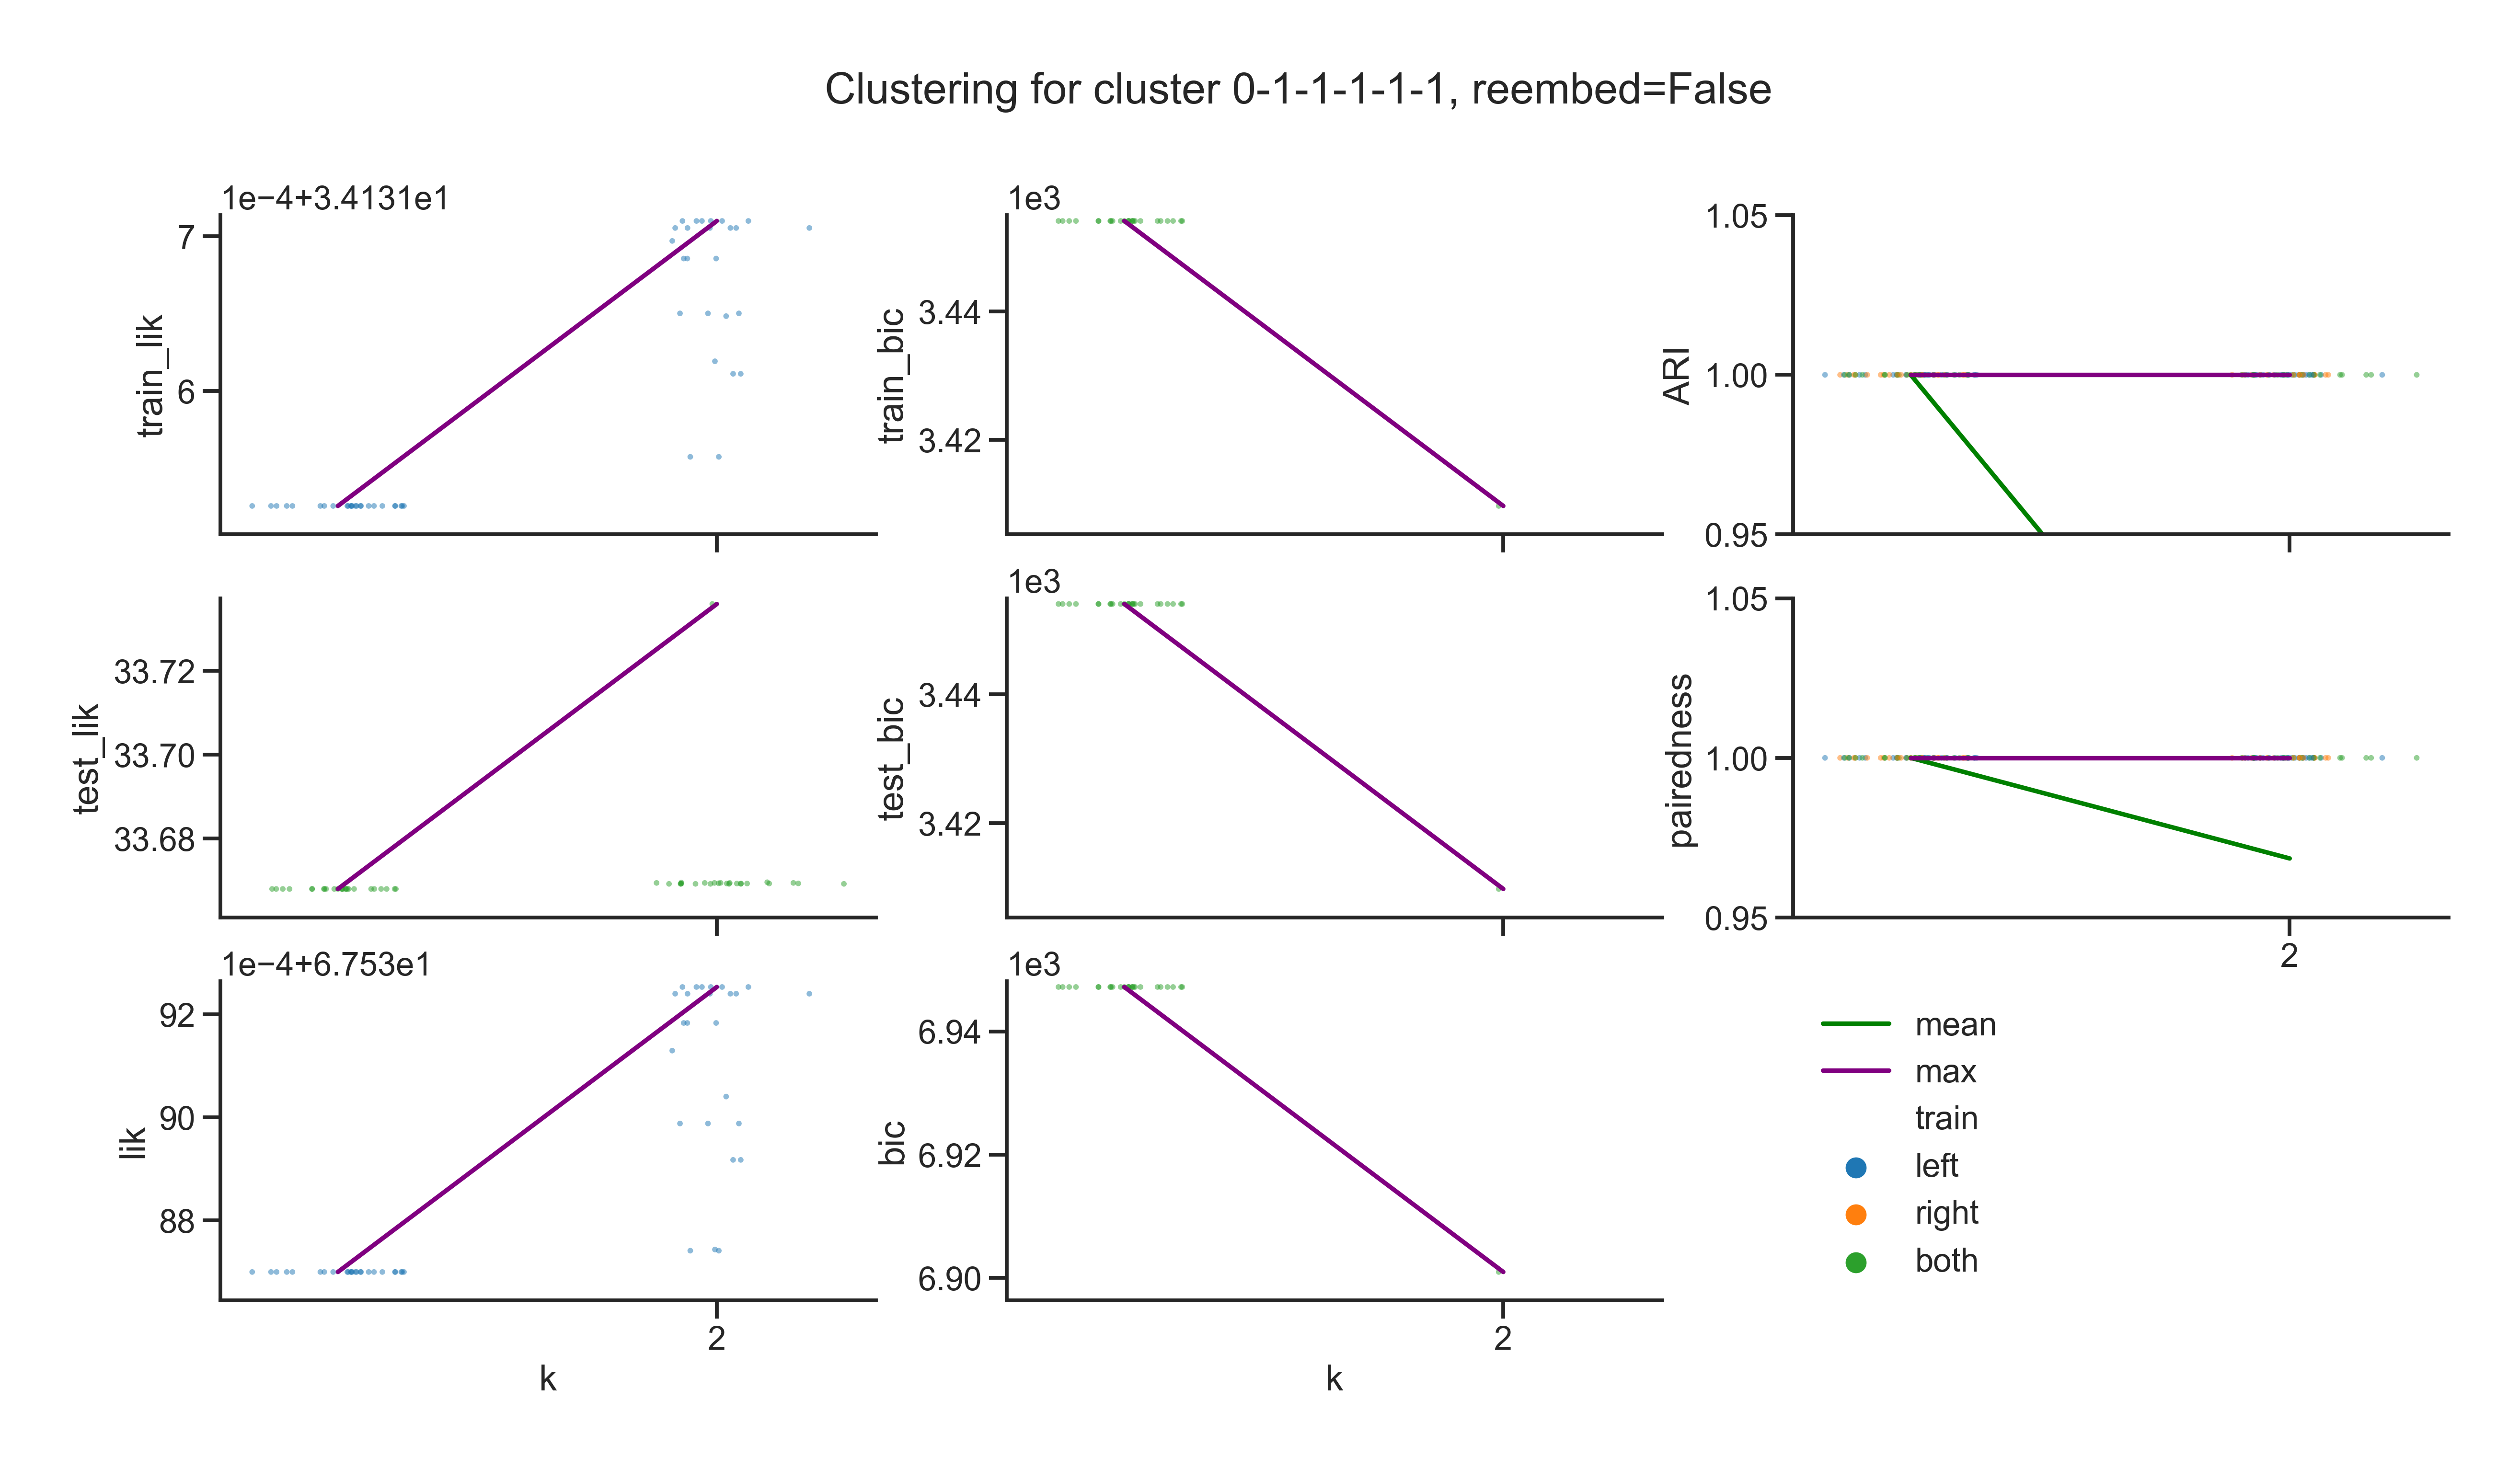 Clustering for cluster 0-1-1-1-1-1, reembed=False
1e−4+3.4131e1
7
6
train_lik
1e3
3.44
3.42
train_bic
1.05
1.00
0.95
ARI
33.72
33.70
33.68
test_lik
1e3
3.44
3.42
test_bic
1.05
1.00
0.95
pairedness
2
1e−4+6.753e1
92
90
88
lik
2
k
1e3
6.94
6.92
6.90
bic
2
k
mean
max
train
left
right
both